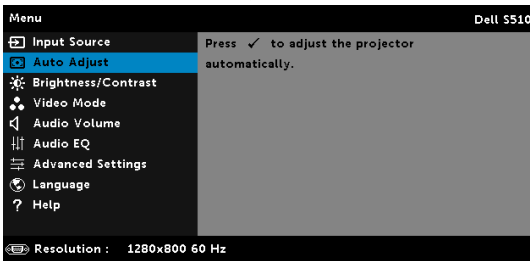 Menu Dell S510
Input Source
Auto Adjust
Brightness/Contrast
Video Mode
Audio Volume
Audio EQ
Advanced Settings
Language
? Help
Press ✓ to adjust the projector
automatically.
Resolution : 1280x800 60 Hz